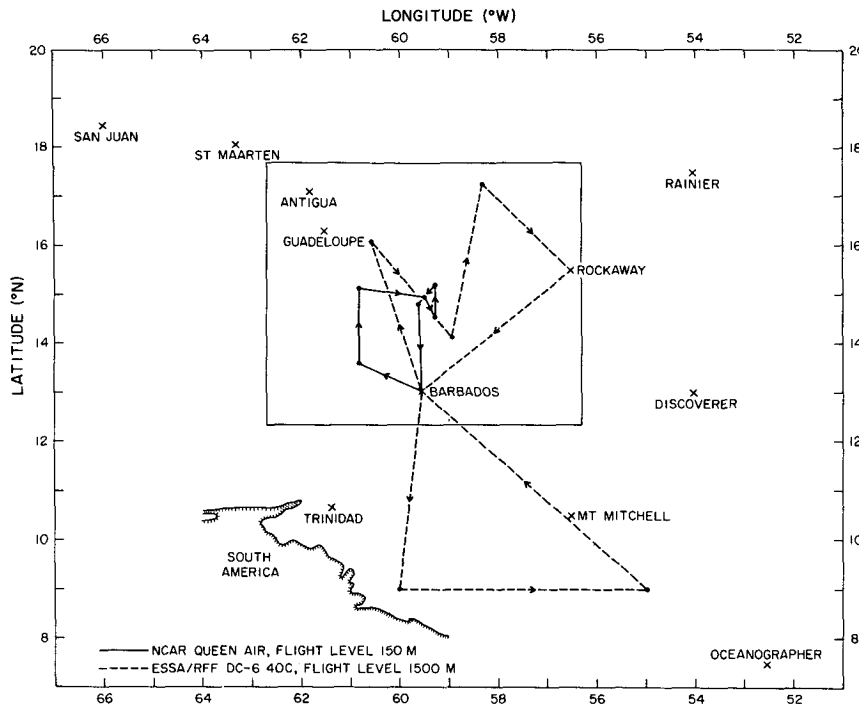 LONGITUDE (°W)
66 64 62 60 58 56 54 52
20 20
SAN JUAN
18 18
ST MAARTEN
RAINIER
ANTIGUA
GUADELOUPE
16 16
ROCKAWAY
LATITUDE (°N)
14 14
BARBADOS
DISCOVERER
12 12
TRINIDAD
MT MITCHELL
10 10
SOUTH
AMERICA
8 8
NCAR QUEEN AIR, FLIGHT LEVEL 150 M
ESSA/RFF DC-6 40C, FLIGHT LEVEL 1500 M
OCEANOGRAPHER
66 64 62 60 58 56 54 52